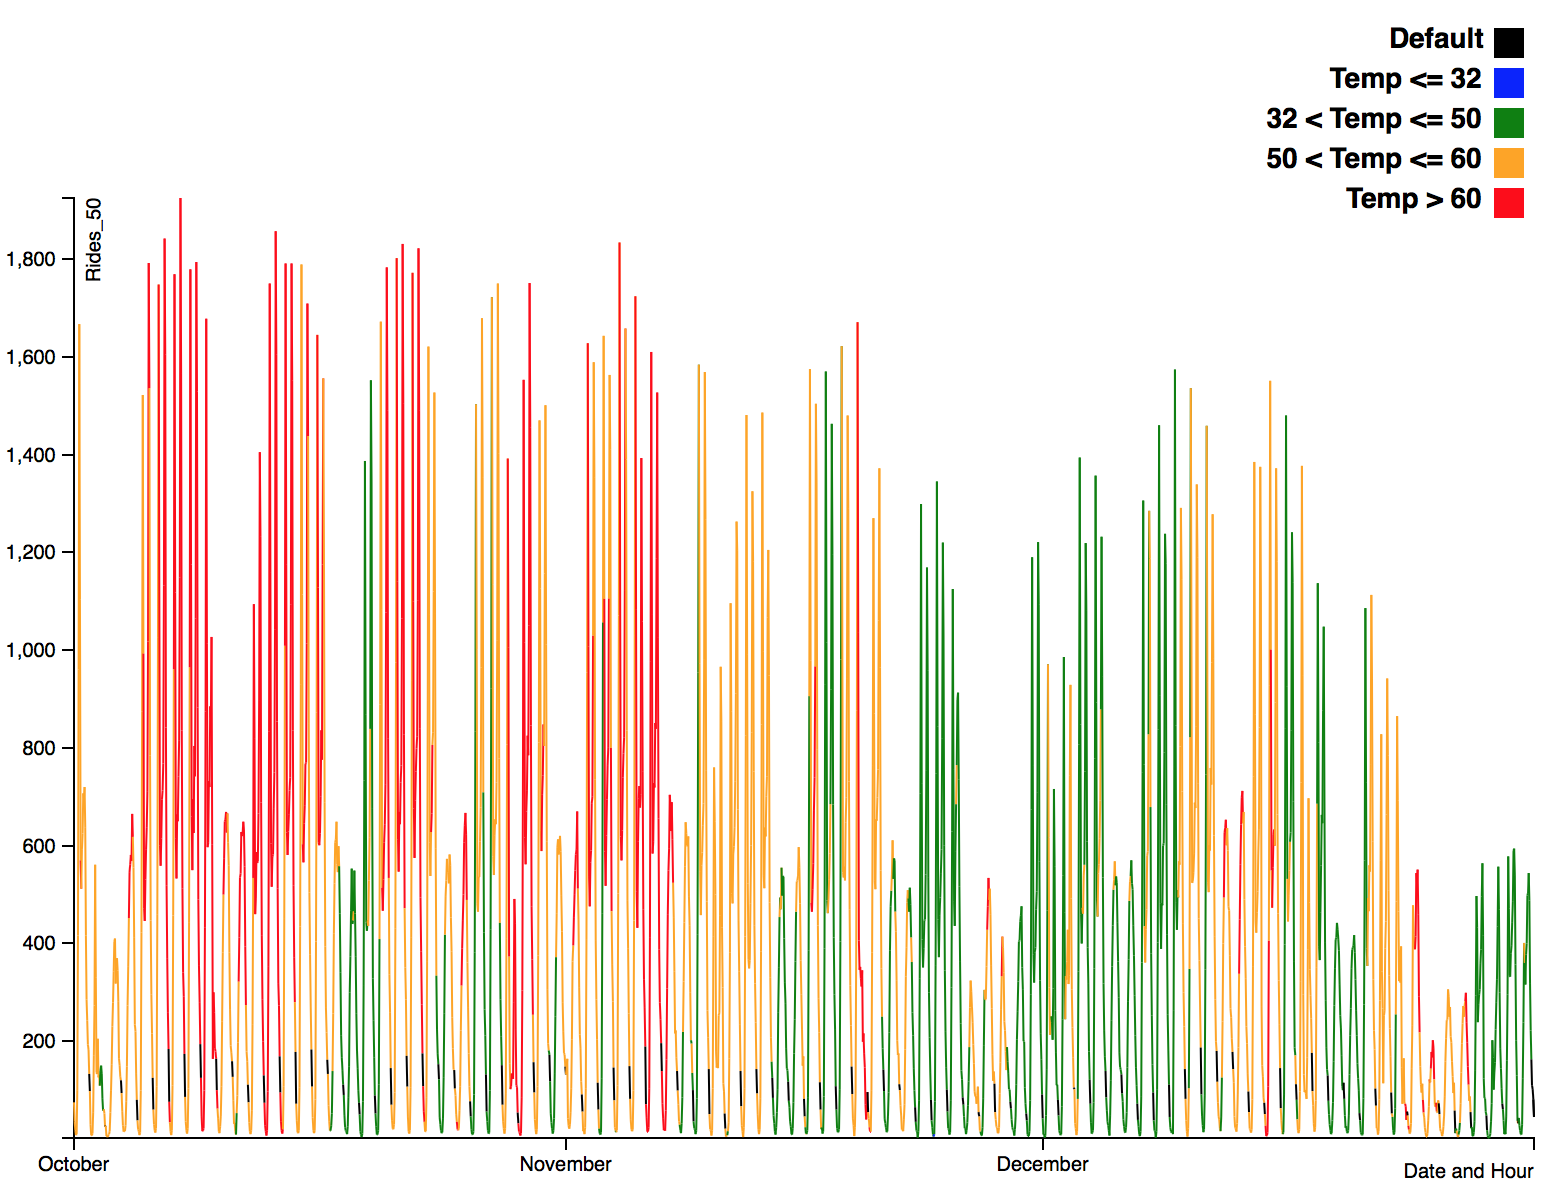 Default
Temp <= 32
32 < Temp <= 50
50 < Temp <= 60
Temp > 60
Rides_50
1,800
1,600
1,400
1,200
1,000
800
600
400
200
October
November
December
Date and Hour